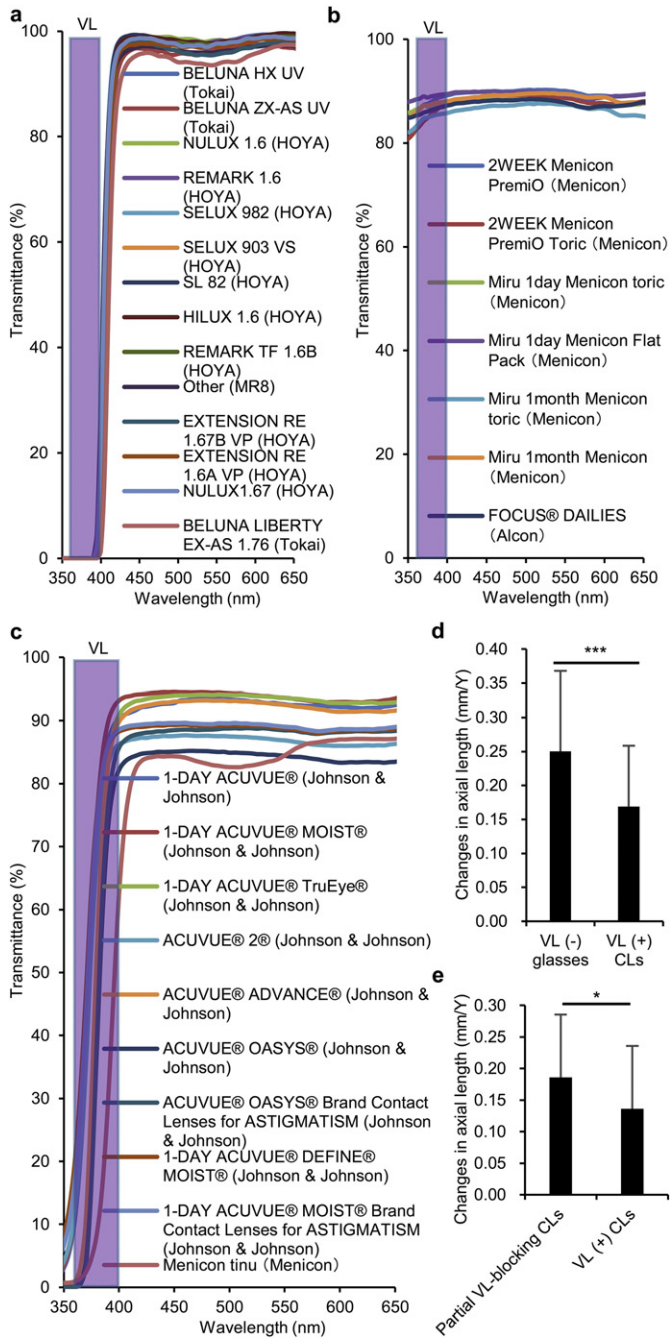 a
VL
Transmittance (%)
100
80
60
40
20
0
BELUNA HX UV
(Tokai)
BELUNA ZX-AS UV
(Tokai)
NULUX 1.6 (HOYA)
REMARK 1.6
(HOYA)
SELUX 982 (HOYA)
SELUX 903 VS
(HOYA)
SL 82 (HOYA)
HILUX 1.6 (HOYA)
REMARK TF 1.6B
(HOYA)
Other (MR8)
EXTENSION RE
1.67B VP (HOYA)
EXTENSION RE
1.6A VP (HOYA)
NULUX1.67 (HOYA)
BELUNA LIBERTY
EX-AS 1.76 (Tokai)
350 400 450 500 550 600 650
Wavelength (nm)
b
VL
Transmittance (%)
100
80
60
40
20
0
2WEEK Menicon
PremiO (Menicon)
2WEEK Menicon
PremiO Toric (Menicon)
Miru 1day Menicon toric
(Menicon)
Miru 1day Menicon Flat
Pack (Menicon)
Miru 1month Menicon
toric (Menicon)
Miru 1month Menicon
(Menicon)
FOCUS® DAILIES
(Alcon)
350 400 450 500 550 600 650
Wavelength (nm)
c
VL
Transmittance (%)
100
90
80
70
60
50
40
30
20
10
0
1-DAY ACUVUE® (Johnson &
Johnson)
1-DAY ACUVUE® MOIST®
(Johnson & Johnson)
1-DAY ACUVUE® TruEye®
(Johnson & Johnson)
ACUVUE® 2® (Johnson & Johnson)
ACUVUE® ADVANCE® (Johnson &
Johnson)
ACUVUE® OASYS® (Johnson &
Johnson)
ACUVUE® OASYS® Brand Contact
Lenses for ASTIGMATISM (Johnson
& Johnson)
1-DAY ACUVUE® DEFINE®
MOIST® (Johnson & Johnson)
1-DAY ACUVUE® MOIST® Brand
Contact Lenses for ASTIGMATISM
(Johnson & Johnson)
Menicon tinu (Menicon)
350 400 450 500 550 600 650
Wavelength (nm)
d
Changes in axial length (mm/Y)
0.40
0.35
0.30
0.25
0.20
0.15
0.10
0.05
0.00
***
VL (-)
glasses
VL (+)
CLs
e
Changes in axial length (mm/Y)
0.30
0.25
0.20
0.15
0.10
0.05
0.00
*
Partial VL-blocking CLs
VL (+) CLs